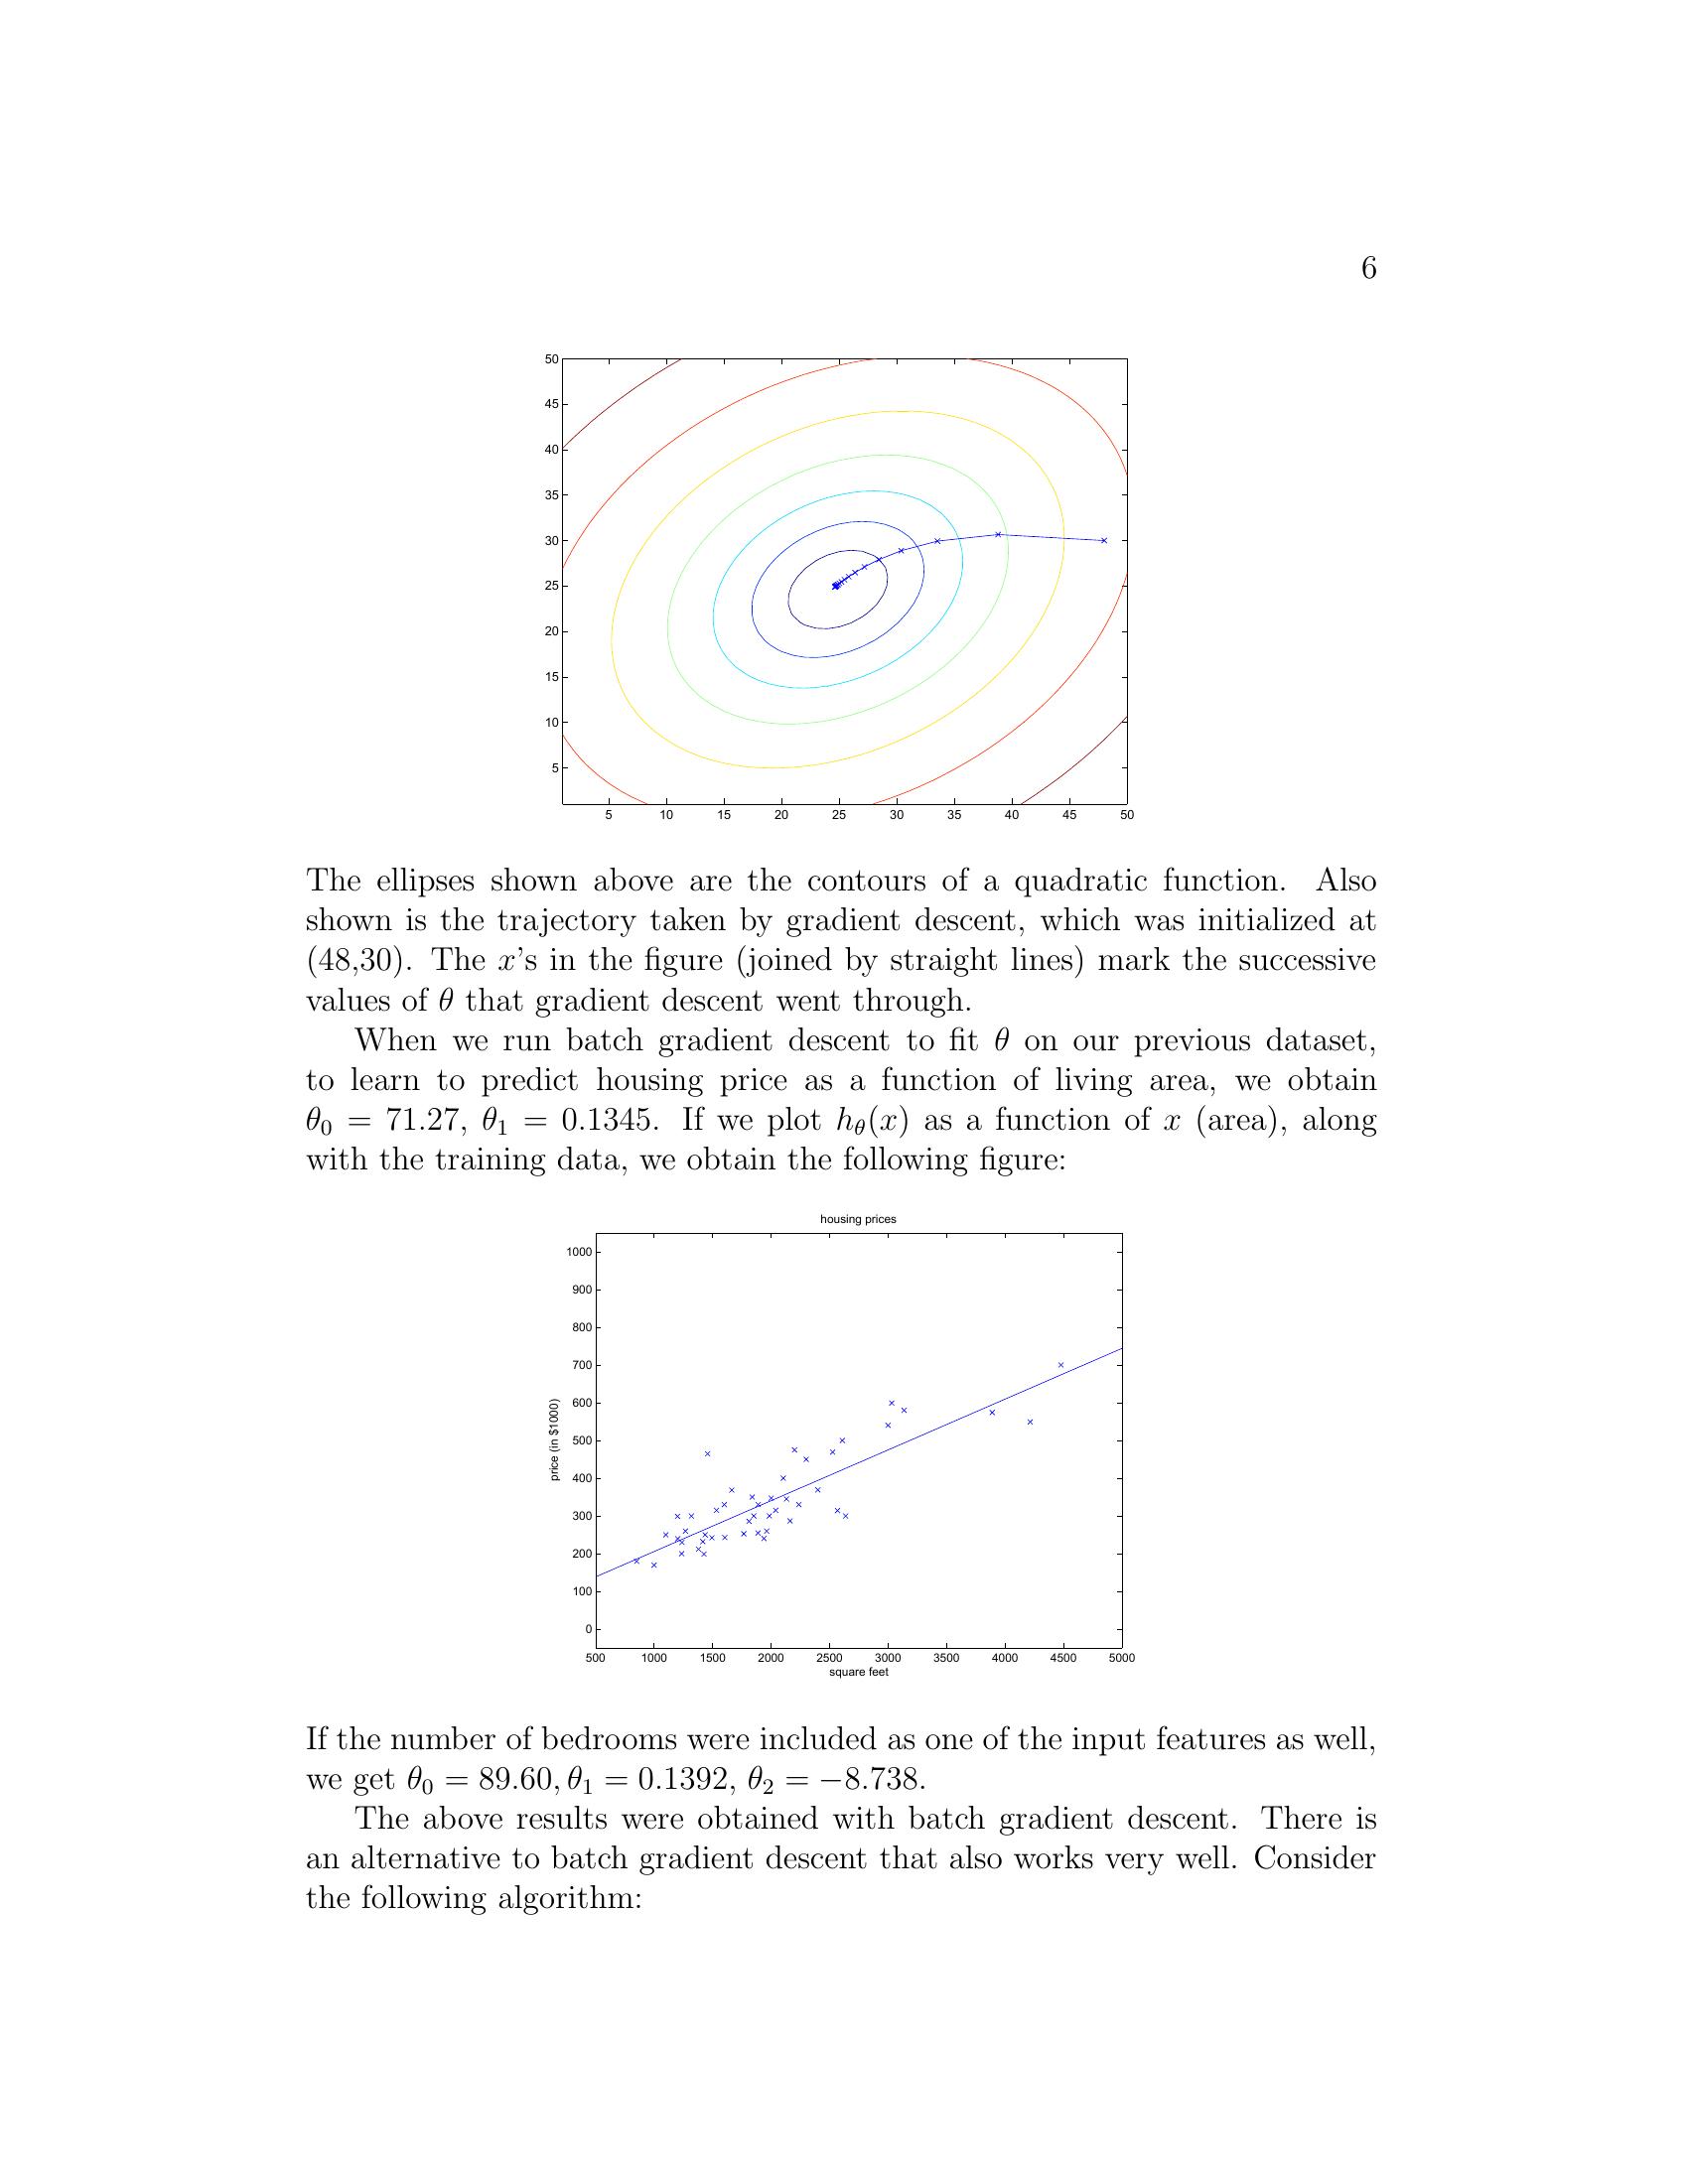 6
50
45
40
35
30
25
20
15
10
5
5 10 15 20 25 30 35 40 45 50
The ellipses shown above are the contours of a quadratic function. Also
shown is the trajectory taken by gradient descent, which was initialized at
(48,30). The x's in the figure (joined by straight lines) mark the successive
values of θ that gradient descent went through.
When we run batch gradient descent to fit θ on our previous dataset,
to learn to predict housing price as a function of living area, we obtain
θ₀ = 71.27, θ₁ = 0.1345. If we plot h_θ(x) as a function of x (area), along
with the training data, we obtain the following figure:
housing prices
1000
900
800
700
600
500
400
300
200
100
0
price (in $1000)
500 1000 1500 2000 2500 3000 3500 4000 4500 5000
square feet
If the number of bedrooms were included as one of the input features as well,
we get θ₀ = 89.60, θ₁ = 0.1392, θ₂ = −8.738.
The above results were obtained with batch gradient descent. There is
an alternative to batch gradient descent that also works very well. Consider
the following algorithm: